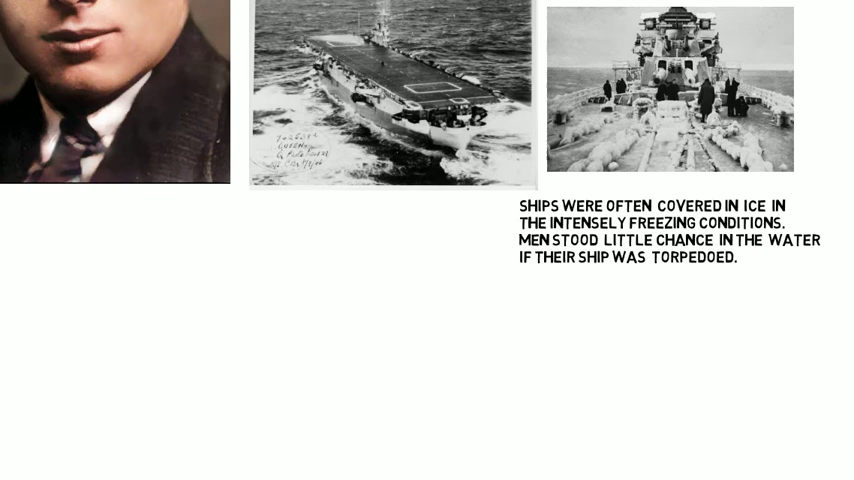 QUEEN
SHIPS WERE OFTEN COVERED IN ICE IN
THE INTENSELY FREEZING CONDITIONS.
MEN STOOD LITTLE CHANCE IN THE WATER
IF THEIR SHIP WAS TORPEDOED.